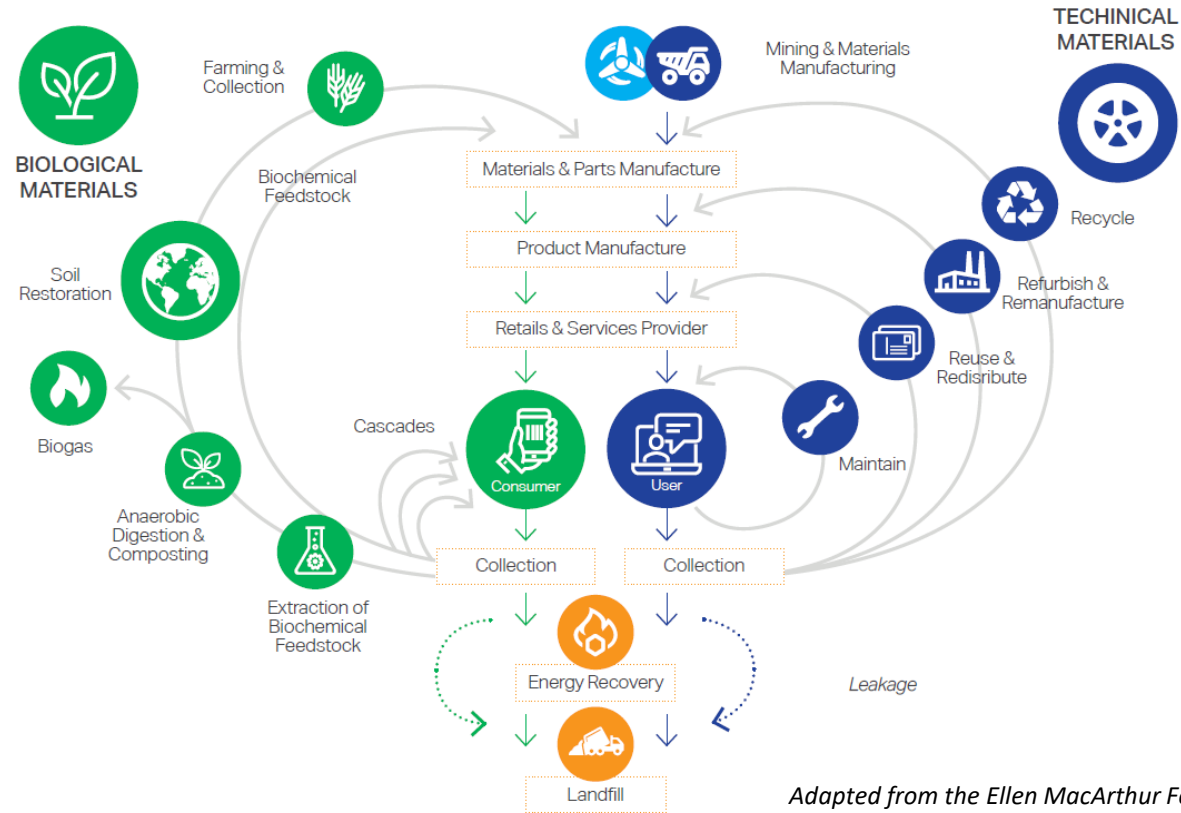 TECHINICAL
MATERIALS
Mining & Materials
Manufacturing
Farming &
Collection
BIOLOGICAL
MATERIALS
Biochemical
Feedstock
Materials & Parts Manufacture
Recycle
Product Manufacture
Soil
Restoration
Refurbish &
Remanufacture
Retails & Services Provider
Reuse &
Redisribute
Biogas
Cascades
Consumer
User
Maintain
Anaerobic
Digestion &
Composting
Collection
Collection
Extraction of
Biochemical
Feedstock
Energy Recovery
Leakage
Landfill
Adapted from the Ellen MacArthur Fo